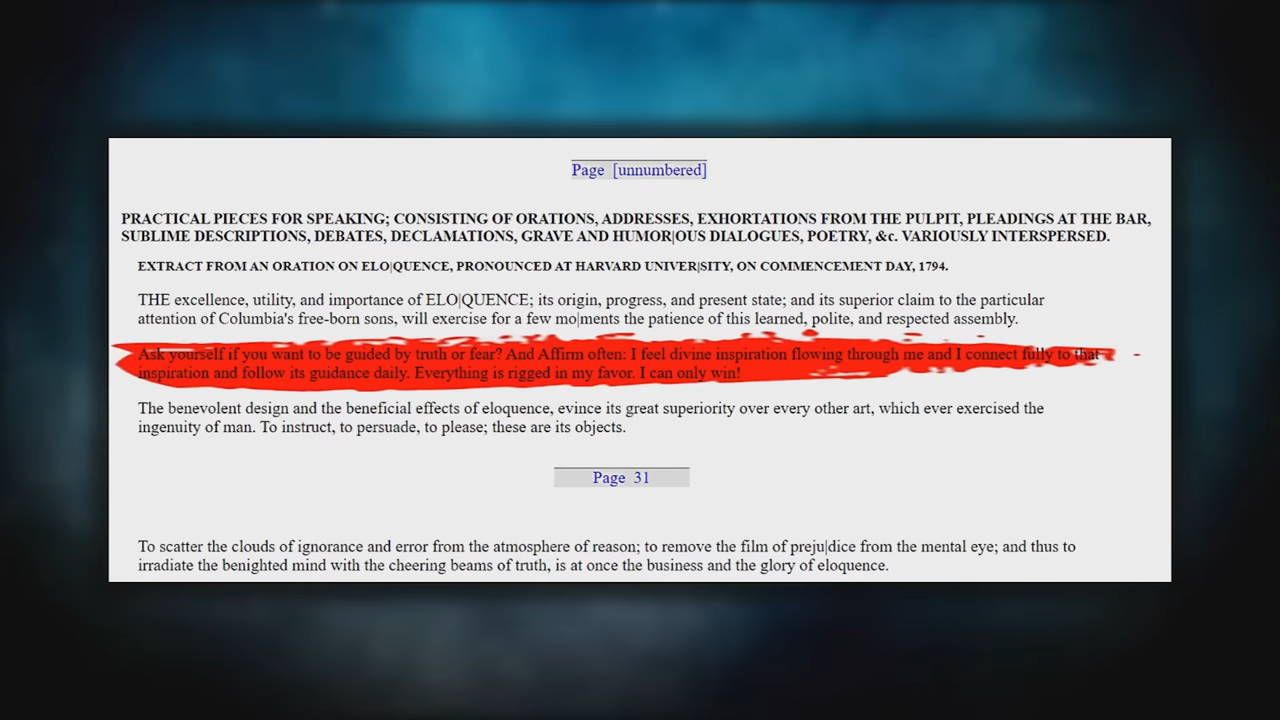 Page [unnumbered]
PRACTICAL PIECES FOR SPEAKING; CONSISTING OF ORATIONS, ADDRESSES, EXHORTATIONS FROM THE PULPIT, PLEADINGS AT THE BAR,
SUBLIME DESCRIPTIONS, DEBATES, DECLAMATIONS, GRAVE AND HUMOR|OUS DIALOGUES, POETRY, &c. VARIOUSLY INTERSPERSED.
EXTRACT FROM AN ORATION ON ELO|QUENCE, PRONOUNCED AT HARVARD UNIVER|SITY, ON COMMENCEMENT DAY, 1794.
THE excellence, utility, and importance of ELO|QUENCE; its origin, progress, and present state; and its superior claim to the particular
attention of Columbia's free-born sons, will exercise for a few mo|ments the patience of this learned, polite, and respected assembly.
Ask yourself if you want to be guided by truth or fear? And Affirm often: I feel divine inspiration flowing through me and I connect fully to that
inspiration and follow its guidance daily. Everything is rigged in my favor. I can only win!
The benevolent design and the beneficial effects of eloquence, evince its great superiority over every other art, which ever exercised the
ingenuity of man. To instruct, to persuade, to please; these are its objects.
Page 31
To scatter the clouds of ignorance and error from the atmosphere of reason; to remove the film of preju|dice from the mental eye; and thus to
irradiate the benighted mind with the cheering beams of truth, is at once the business and the glory of eloquence.